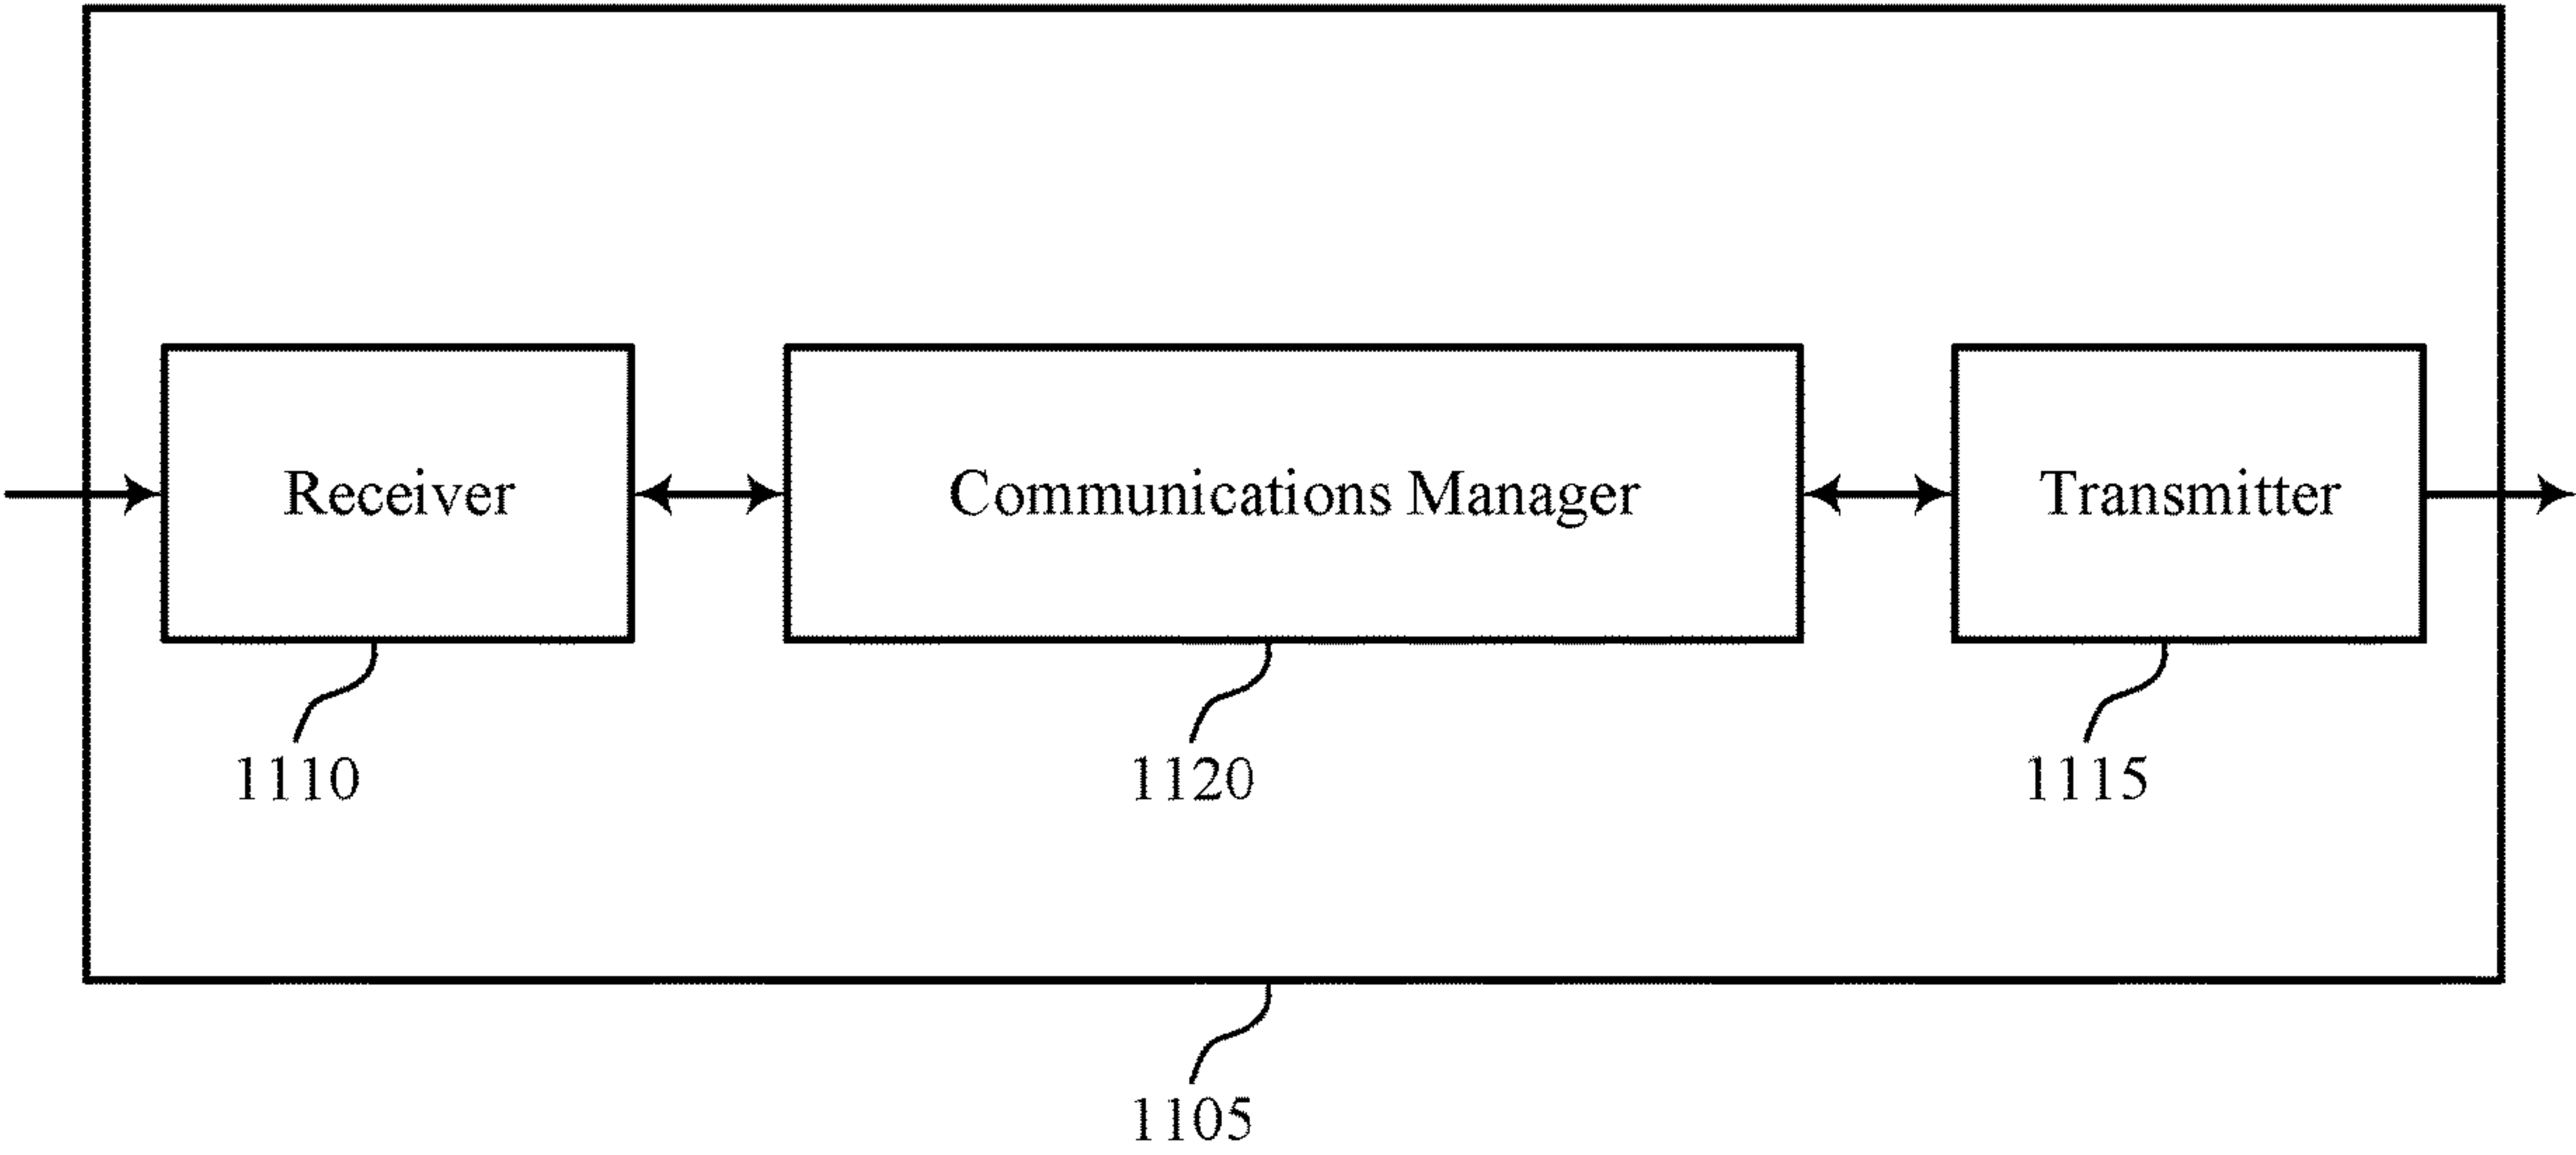 Receiver
Communications Manager
Transmitter
1110
1120
1115
1105